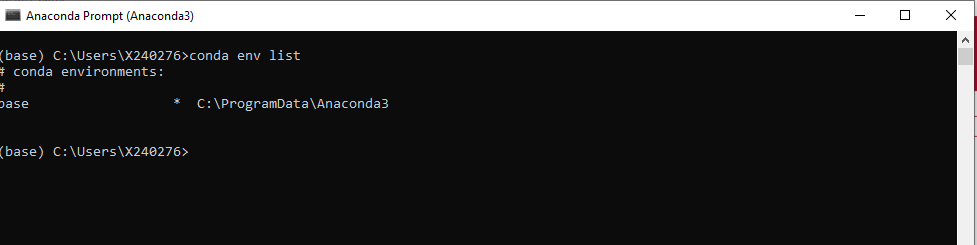 Anaconda Prompt (Anaconda3)
(base) C:\Users\X240276>conda env list
# conda environments:
#
base                  *  C:\ProgramData\Anaconda3
(base) C:\Users\X240276>